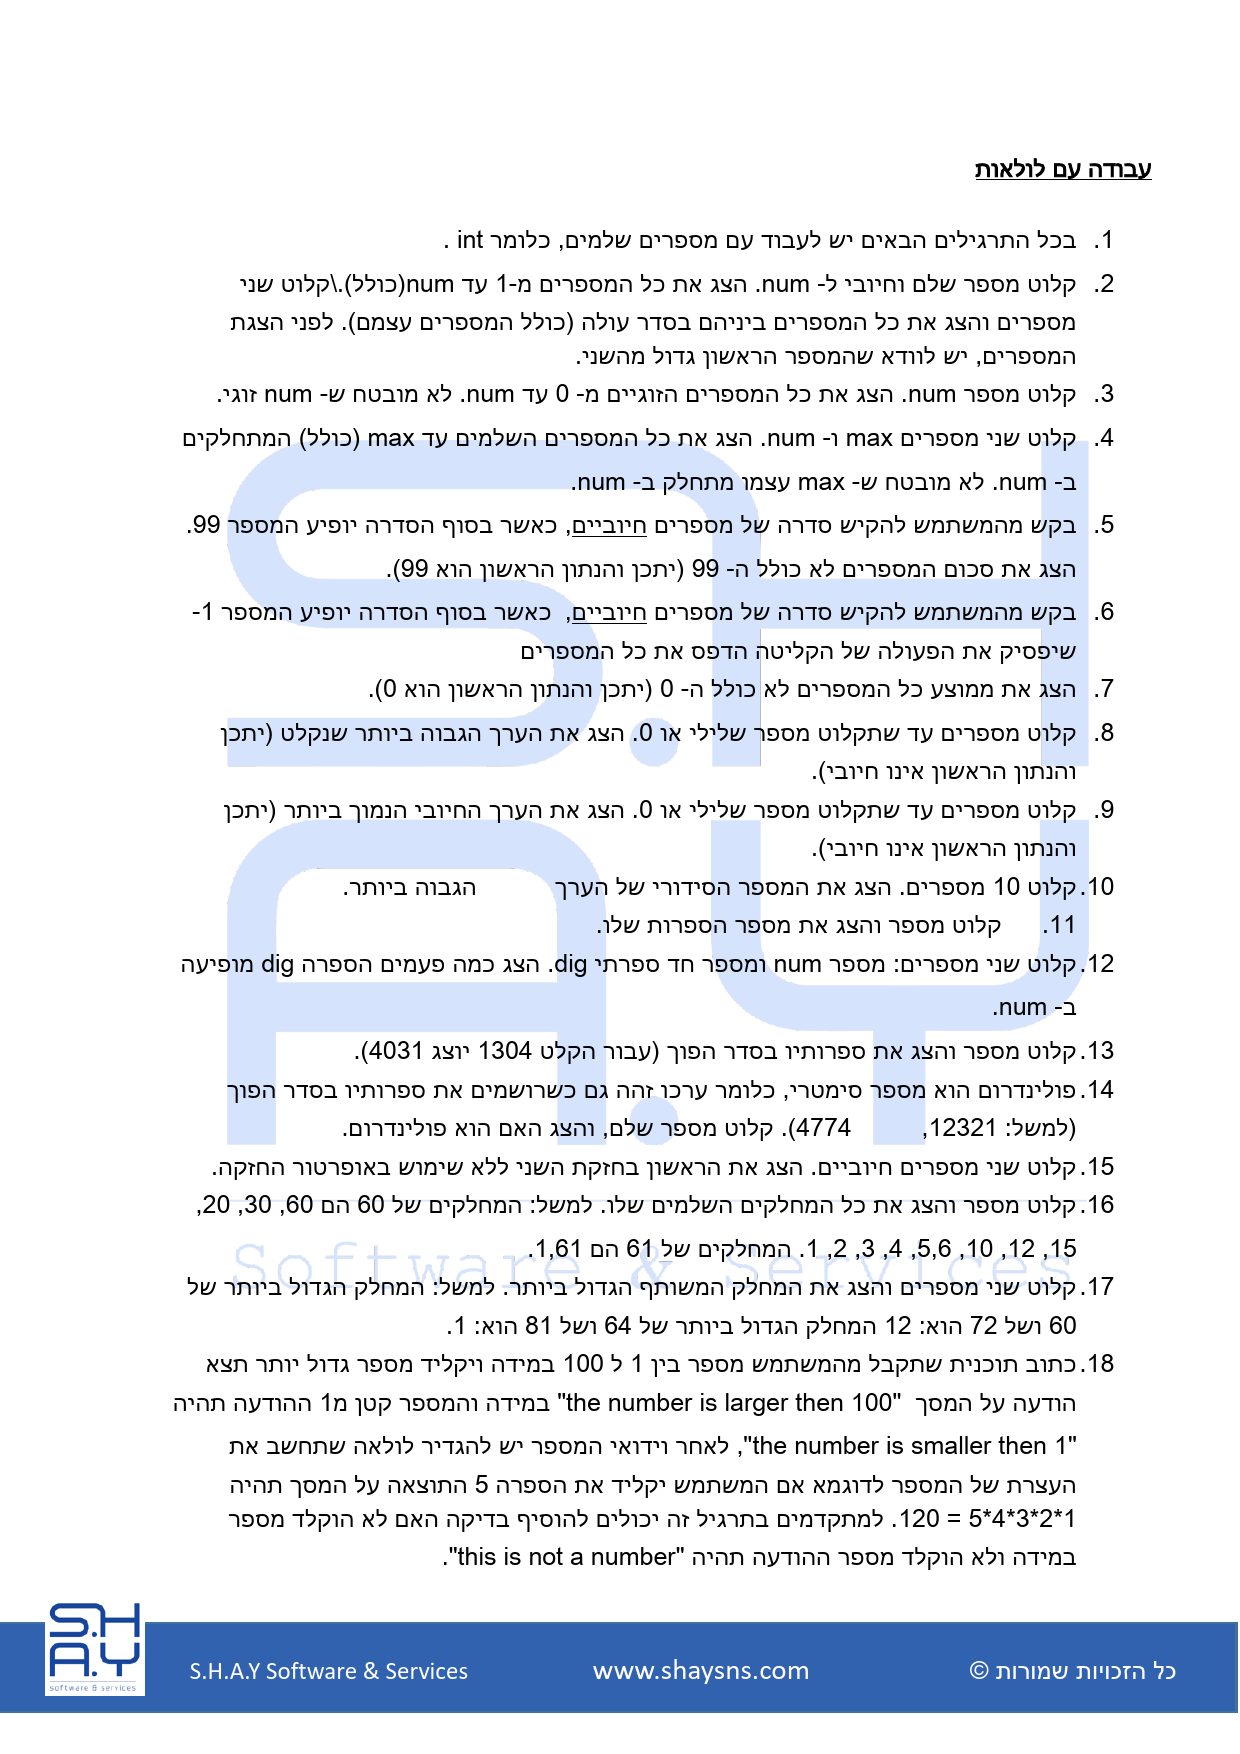 עבודה עם לולאות
1. בכל התרגילים הבאים יש לעבוד עם מספרים שלמים, כלומר int .
2. קלוט מספר שלם וחיובי ל- num. הצג את כל המספרים מ-1 עד num(כולל).\קלוט שני
מספרים והצג את כל המספרים ביניהם בסדר עולה (כולל המספרים עצמם). לפני הצגת
המספרים, יש לוודא שהמספר הראשון גדול מהשני.
3. קלוט מספר num. הצג את כל המספרים הזוגיים מ- 0 עד num. לא מובטח ש- num זוגי.
4. קלוט שני מספרים max ו- num. הצג את כל המספרים השלמים עד max (כולל) המתחלקים
ב- num. לא מובטח ש- max עצמו מתחלק ב- num.
5. בקש מהמשתמש להקיש סדרה של מספרים חיוביים, כאשר בסוף הסדרה יופיע המספר 99.
הצג את סכום המספרים לא כולל ה- 99 (יתכן והנתון הראשון הוא 99).
6. בקש מהמשתמש להקיש סדרה של מספרים חיוביים, כאשר בסוף הסדרה יופיע המספר 1-
שיפסיק את הפעולה של הקליטה הדפס את כל המספרים
7. הצג את ממוצע כל המספרים לא כולל ה- 0 (יתכן והנתון הראשון הוא 0).
8. קלוט מספרים עד שתקלוט מספר שלילי או 0. הצג את הערך הגבוה ביותר שנקלט (יתכן
והנתון הראשון אינו חיובי).
9. קלוט מספרים עד שתקלוט מספר שלילי או 0. הצג את הערך החיובי הנמוך ביותר (יתכן
והנתון הראשון אינו חיובי).
10. קלוט 10 מספרים. הצג את המספר הסידורי של הערך הגבוה ביותר.
11. קלוט מספר והצג את מספר הספרות שלו.
12. קלוט שני מספרים: מספר num ומספר חד ספרתי dig. הצג כמה פעמים הספרה dig מופיעה
ב- num.
13. קלוט מספר והצג את ספרותיו בסדר הפוך (עבור הקלט 1304 יוצג 4031).
14. פולינדרום הוא מספר סימטרי, כלומר ערכו זהה גם כשרושמים את ספרותיו בסדר הפוך
(למשל: 12321, 4774). קלוט מספר שלם, והצג האם הוא פולינדרום.
15. קלוט שני מספרים חיוביים. הצג את הראשון בחזקת השני ללא שימוש באופרטור החזקה.
16. קלוט מספר והצג את כל המחלקים השלמים שלו. למשל: המחלקים של 60 הם 60, 30, 20,
15, 12, 10, 5,6, 4, 3, 2, 1. המחלקים של 61 הם 1,61.
Software & Services
17. קלוט שני מספרים והצג את המחלק המשותף הגדול ביותר. למשל: המחלק הגדול ביותר של
60 ושל 72 הוא: 12 המחלק הגדול ביותר של 64 ושל 81 הוא: 1.
18. כתוב תוכנית שתקבל מהמשתמש מספר בין 1 ל 100 במידה ויקליד מספר גדול יותר תצא
הודעה על המסך "the number is larger then 100" במידה והמספר קטן מ1 ההודעה תהיה
"the number is smaller then 1", לאחר וידואי המספר יש להגדיר לולאה שתחשב את
העצרת של המספר לדוגמא אם המשתמש יקליד את הספרה 5 התוצאה על המסך תהיה
1*2*3*4*5 = 120. למתקדמים בתרגיל זה יכולים להוסיף בדיקה האם לא הוקלד מספר
במידה ולא הוקלד מספר ההודעה תהיה "this is not a number".
S.H.A.Y
software & services
S.H.A.Y Software & Services www.shaysns.com כל הזכויות שמורות ©